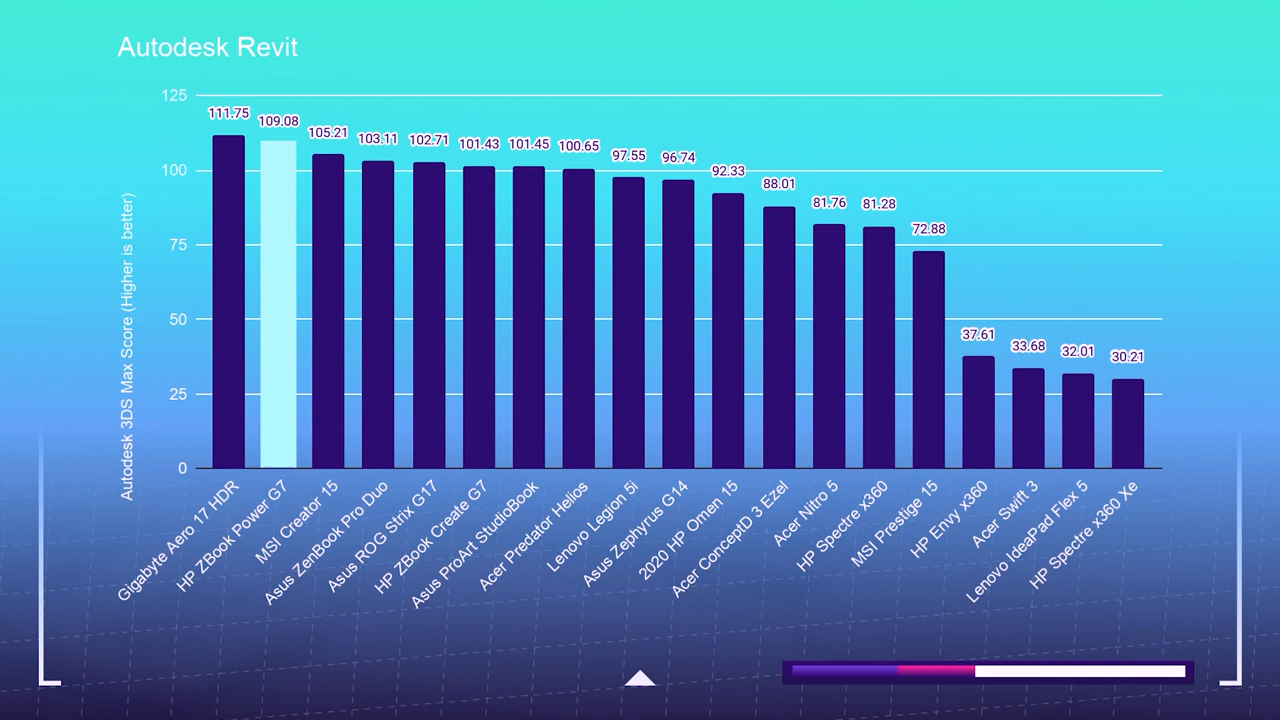 Autodesk Revit
Autodesk 3DS Max Score (Higher is better)
125
100
75
50
25
0
111.75
109.08
105.21
103.11
102.71
101.43
101.45
100.65
97.55
96.74
92.33
88.01
81.76
81.28
72.88
37.61
33.68
32.01
30.21
Gigabyte Aero 17 HDR
HP ZBook Power G7
MSI Creator 15
Asus ZenBook Pro Duo
Asus ROG Strix G17
HP ZBook Create G7
Asus ProArt StudioBook
Acer Predator Helios
Lenovo Legion 5i
Asus Zephyrus G14
2020 HP Omen 15
Acer ConceptD 3 Ezel
Acer Nitro 5
HP Spectre x360
MSI Prestige 15
HP Envy x360
Acer Swift 3
Lenovo IdeaPad Flex 5
HP Spectre x360 Xe